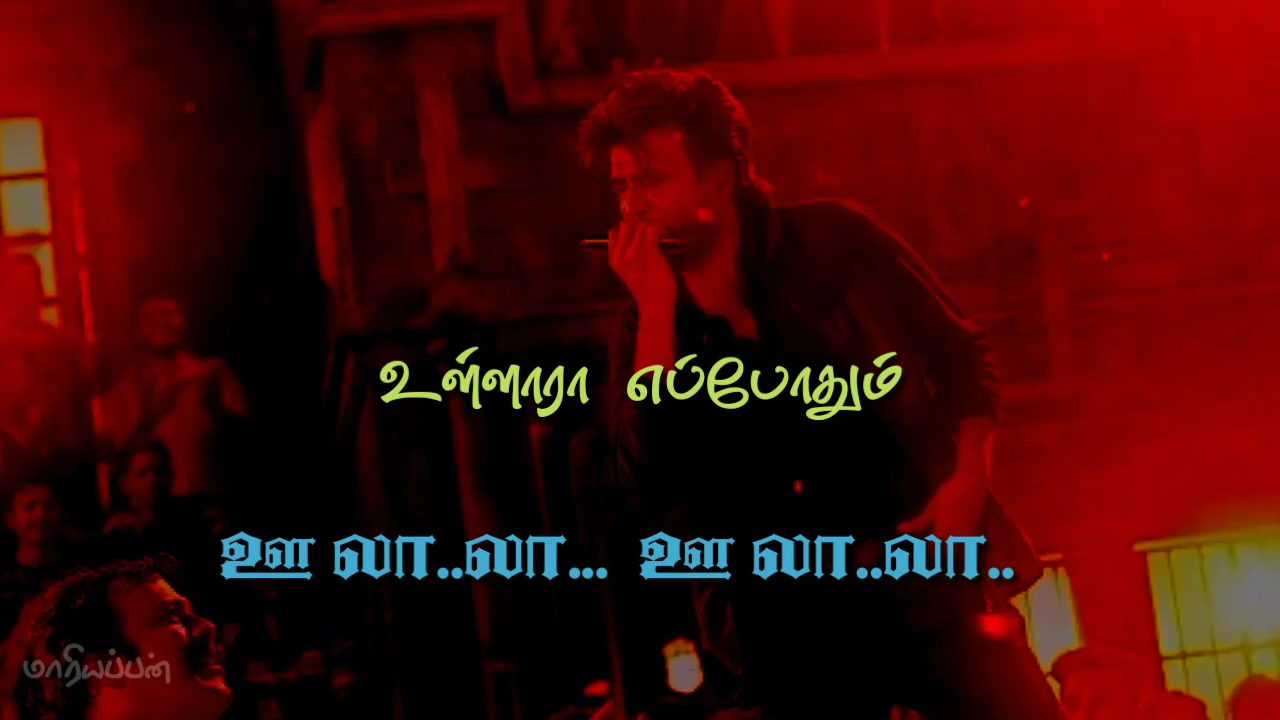 உள்ளாரா எப்போதும்
ஊ லா..லா... ஊ லா..லா..
மாரியப்பன்